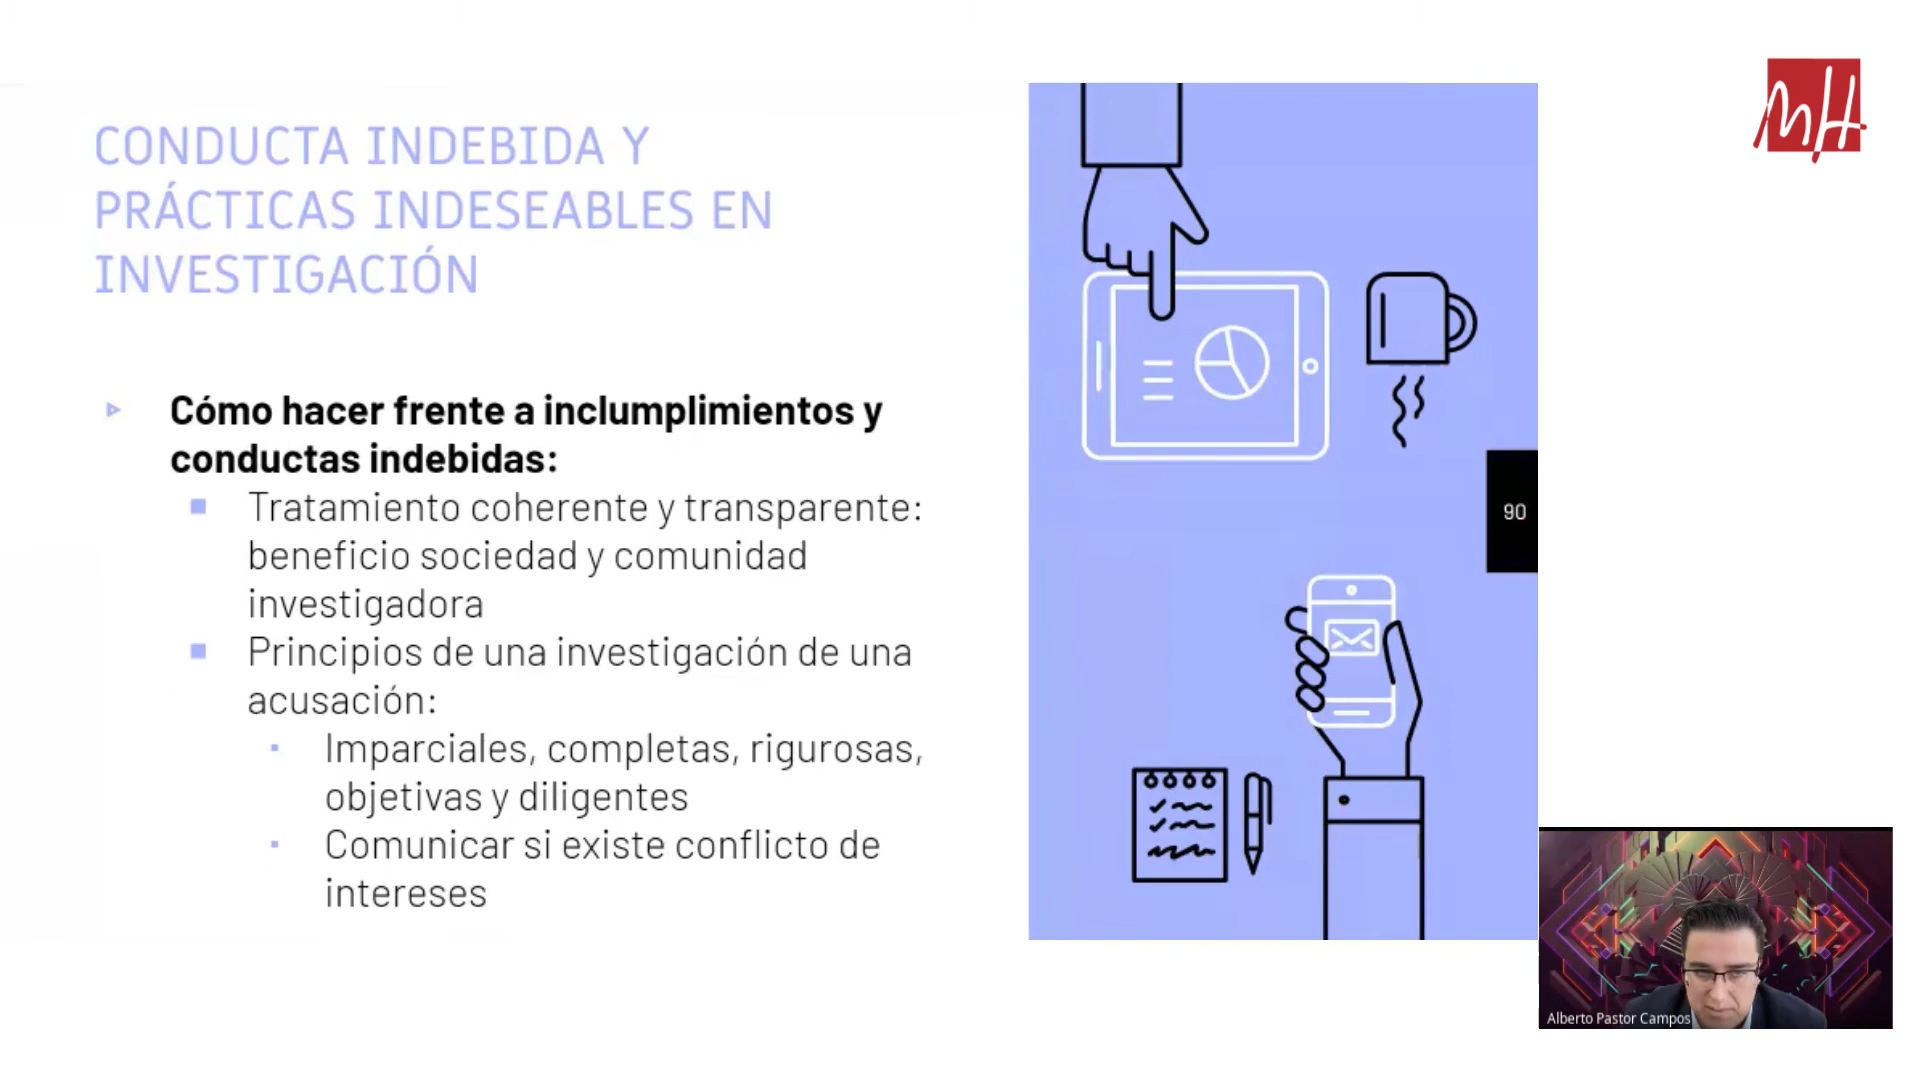 CONDUCTA INDEBIDA Y
PRÁCTICAS INDESEABLES EN
INVESTIGACIÓN
Cómo hacer frente a inclumplimientos y
conductas indebidas:
Tratamiento coherente y transparente:
beneficio sociedad y comunidad
investigadora
Principios de una investigación de una
acusación:
Imparciales, completas, rigurosas,
objetivas y diligentes
Comunicar si existe conflicto de
intereses
90
MH
Alberto Pastor Campos